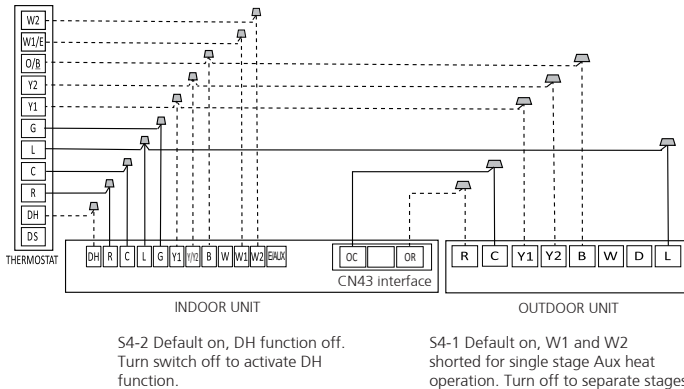 W2
W1/E
O/B
Y2
Y1
G
L
C
R
DH
DS
THERMOSTAT
DH R C L G Y1 Y/Y2 B W W1 W2 E/AUX
OC OR
CN43 interface
R C Y1 Y2 B W D L
INDOOR UNIT
OUTDOOR UNIT
S4-2 Default on, DH function off.
Turn switch off to activate DH
function.
S4-1 Default on, W1 and W2
shorted for single stage Aux heat
operation. Turn off to separate stages